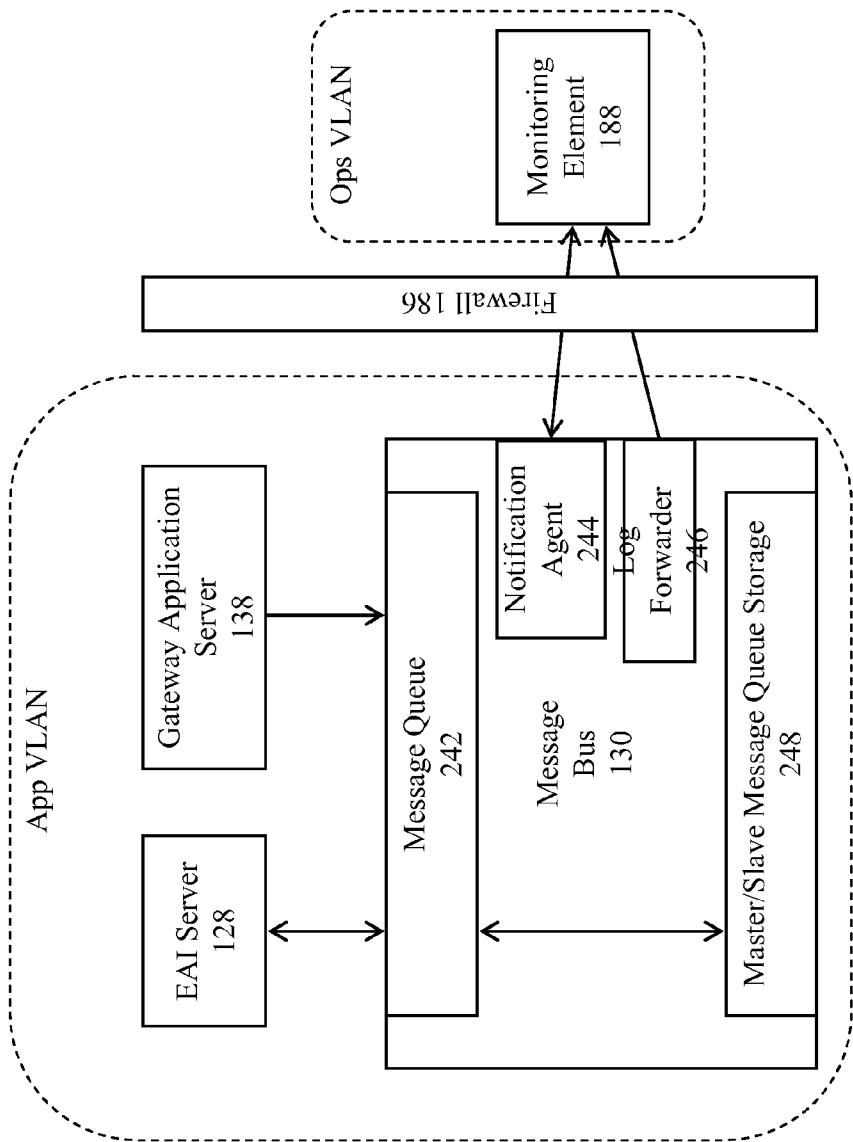 App VLAN
EAI Server
128
Gateway Application
Server
138
Message Queue
242
Message
Bus
130
Notification
Agent
244
Log
Forwarder
246
Master/Slave Message Queue Storage
248
Firewall 186
Ops VLAN
Monitoring
Element
188